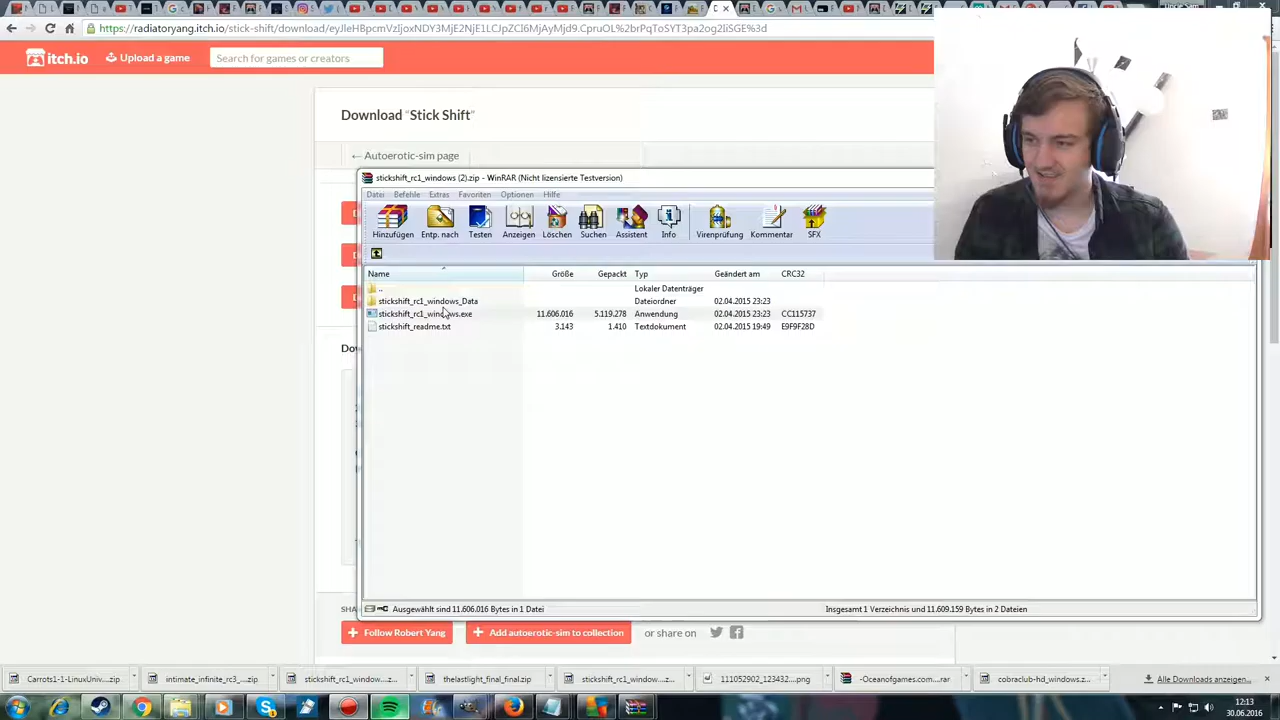 https://radiatoryang.itch.io/stick-shift/download/eyJleHBpcmVzIjoxNDY3MjE2NjE1LCJpZCI6MjAyMjd9.CpruOL%2brPqToSYT3pa2og2IiSGE%3d
itch.io Upload a game Search for games or creators
Download "Stick Shift"
← Autoerotic-sim page
stickshift_rc1_windows (2).zip - WinRAR (Nicht lizensierte Testversion)
Datei Befehle Extras Favoriten Optionen Hilfe
Hinzufügen Entp. nach Testen Anzeigen Löschen Suchen Assistent Info Virenprüfung Kommentar SFX
Name Größe Gepackt Typ Geändert am CRC32
.. Lokaler Datenträger
stickshift_rc1_windows_Data Dateiordner 02.04.2015 23:23
stickshift_rc1_windows.exe 11.606.016 5.119.278 Anwendung 02.04.2015 23:23 CC115737
stickshift_readme.txt 3.143 1.410 Textdokument 02.04.2015 19:49 E9F9F28D
Ausgewählt sind 11.606.016 Bytes in 1 Datei Insgesamt 1 Verzeichnis und 11.609.159 Bytes in 2 Dateien
Follow Robert Yang Add autoerotic-sim to collection or share on
Carrots1-1-LinuxUniv....zip intimate_infinite_rc3_...zip stickshift_rc1_window....z... thelastlight_final_final.zip stickshift_rc1_window....z... 111052902_123432....png -Oceanofgames.com...rar cobraclub-hd_windows.z... Alle Downloads anzeigen...
12:13
30.06.2016